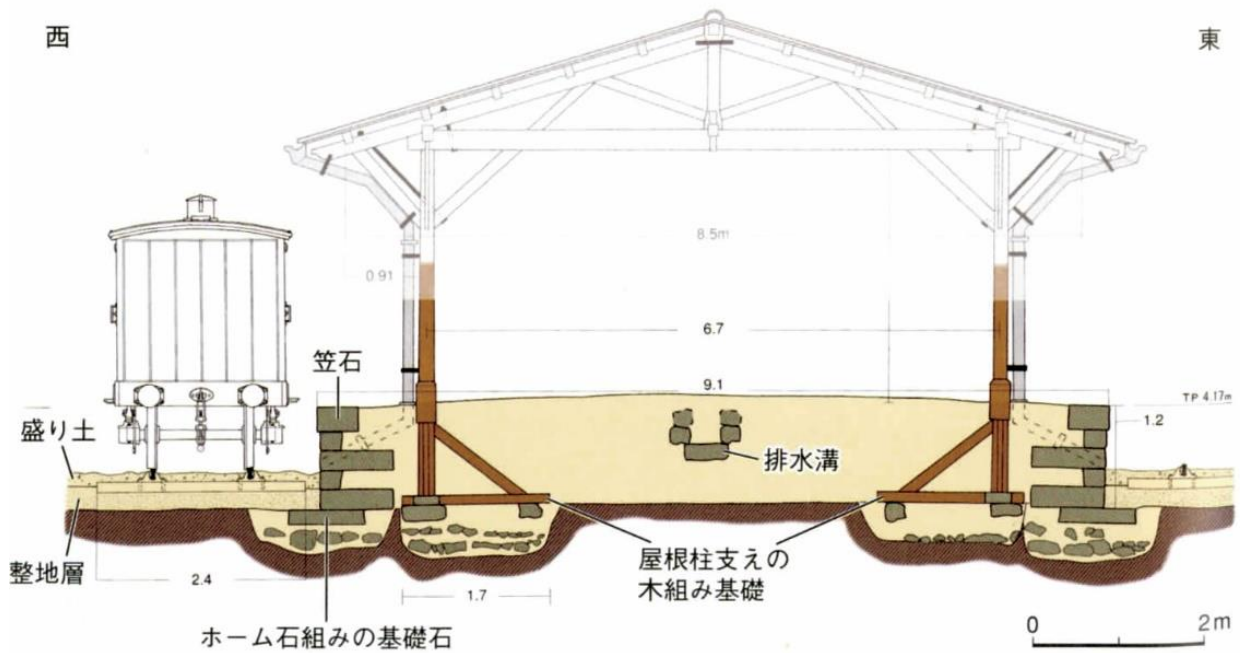 西
東
8.5m
0.91
6.7
笠石
9.1
TP 4.17m
1.2
盛り土
排水溝
整地層
2.4
屋根柱支えの
木組み基礎
1.7
ホーム石組みの基礎石
0
2m